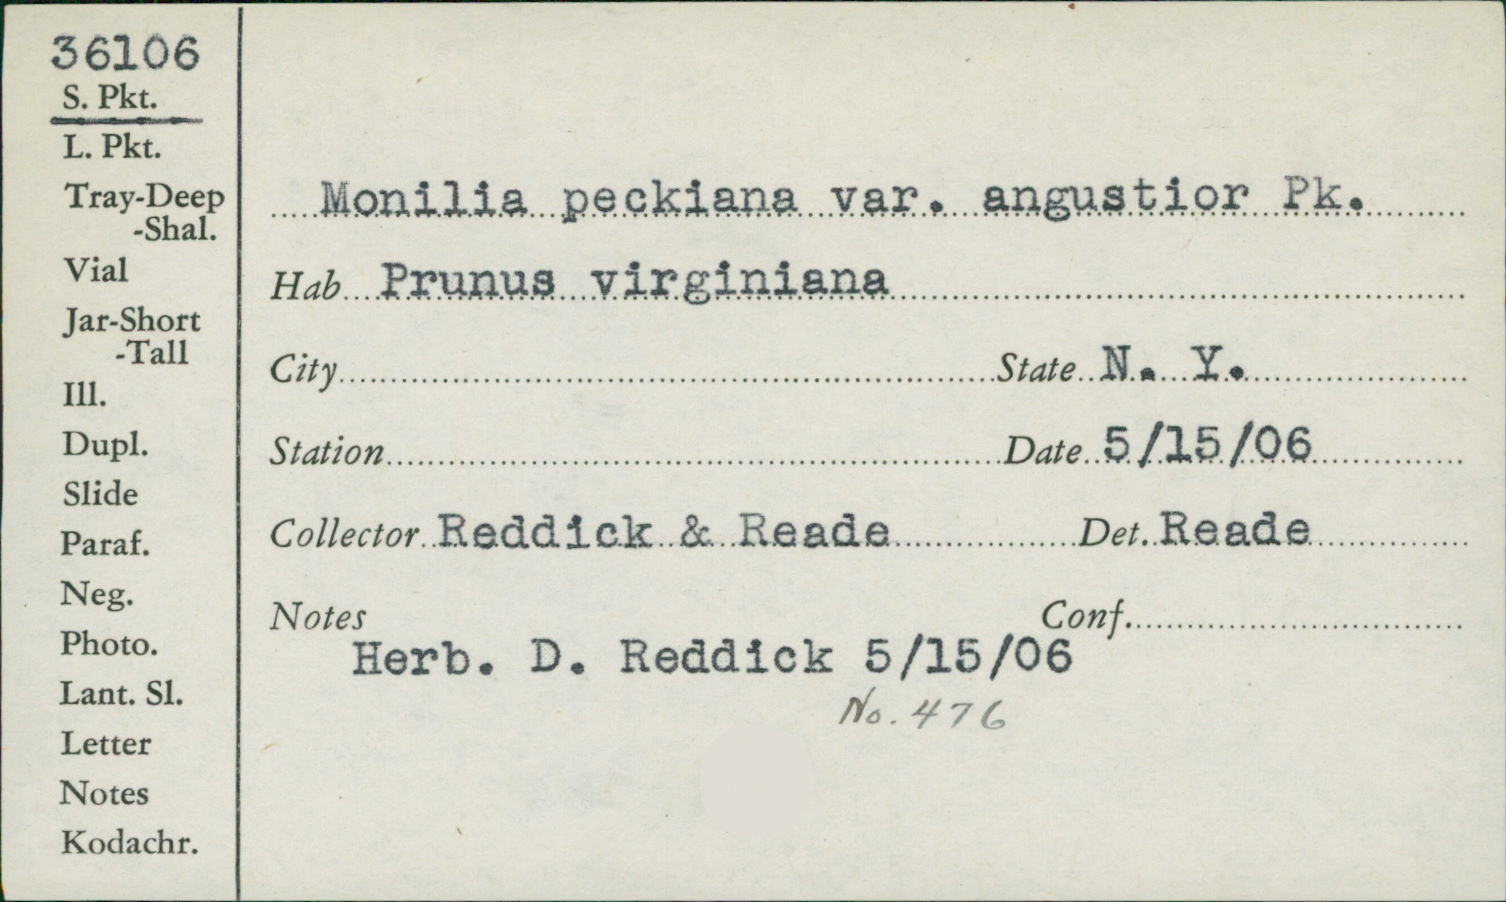 36106
S. Pkt.
L. Pkt.
Tray-Deep
-Shal.
Vial
Jar-Short
-Tall
Ill.
Dupl.
Slide
Paraf.
Neg.
Photo.
Lant. Sl.
Letter
Notes
Kodachr.
Monilia peckiana var. angustior Pk.
Hab Prunus virginiana
City State N. Y.
Station Date 5/15/06
Collector Reddick & Reade Det. Reade
Notes Conf.
Herb. D. Reddick 5/15/06
No. 476